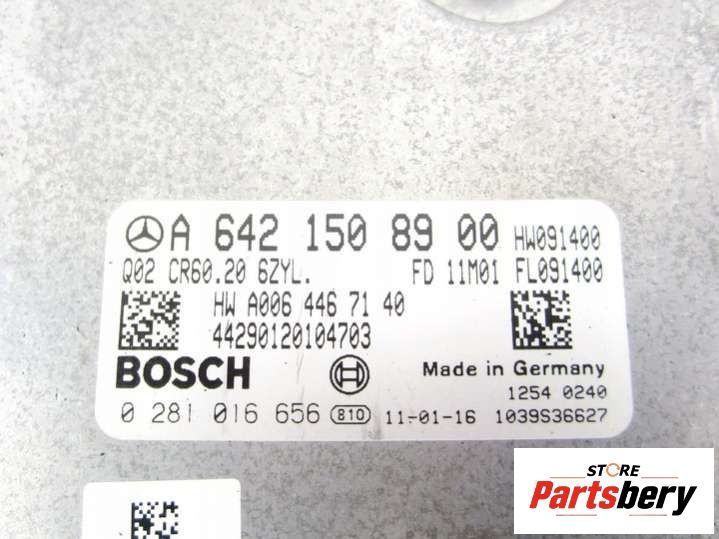 A 642 150 89 00 HW091400
Q02 CR60.20 6ZYL. FD 11M01 FL091400
HW A006 446 71 40
44290120104703
BOSCH
Made in Germany
1254 0240
0 281 016 656 810 11-01-16 1039S36627
STORE
Partsbery